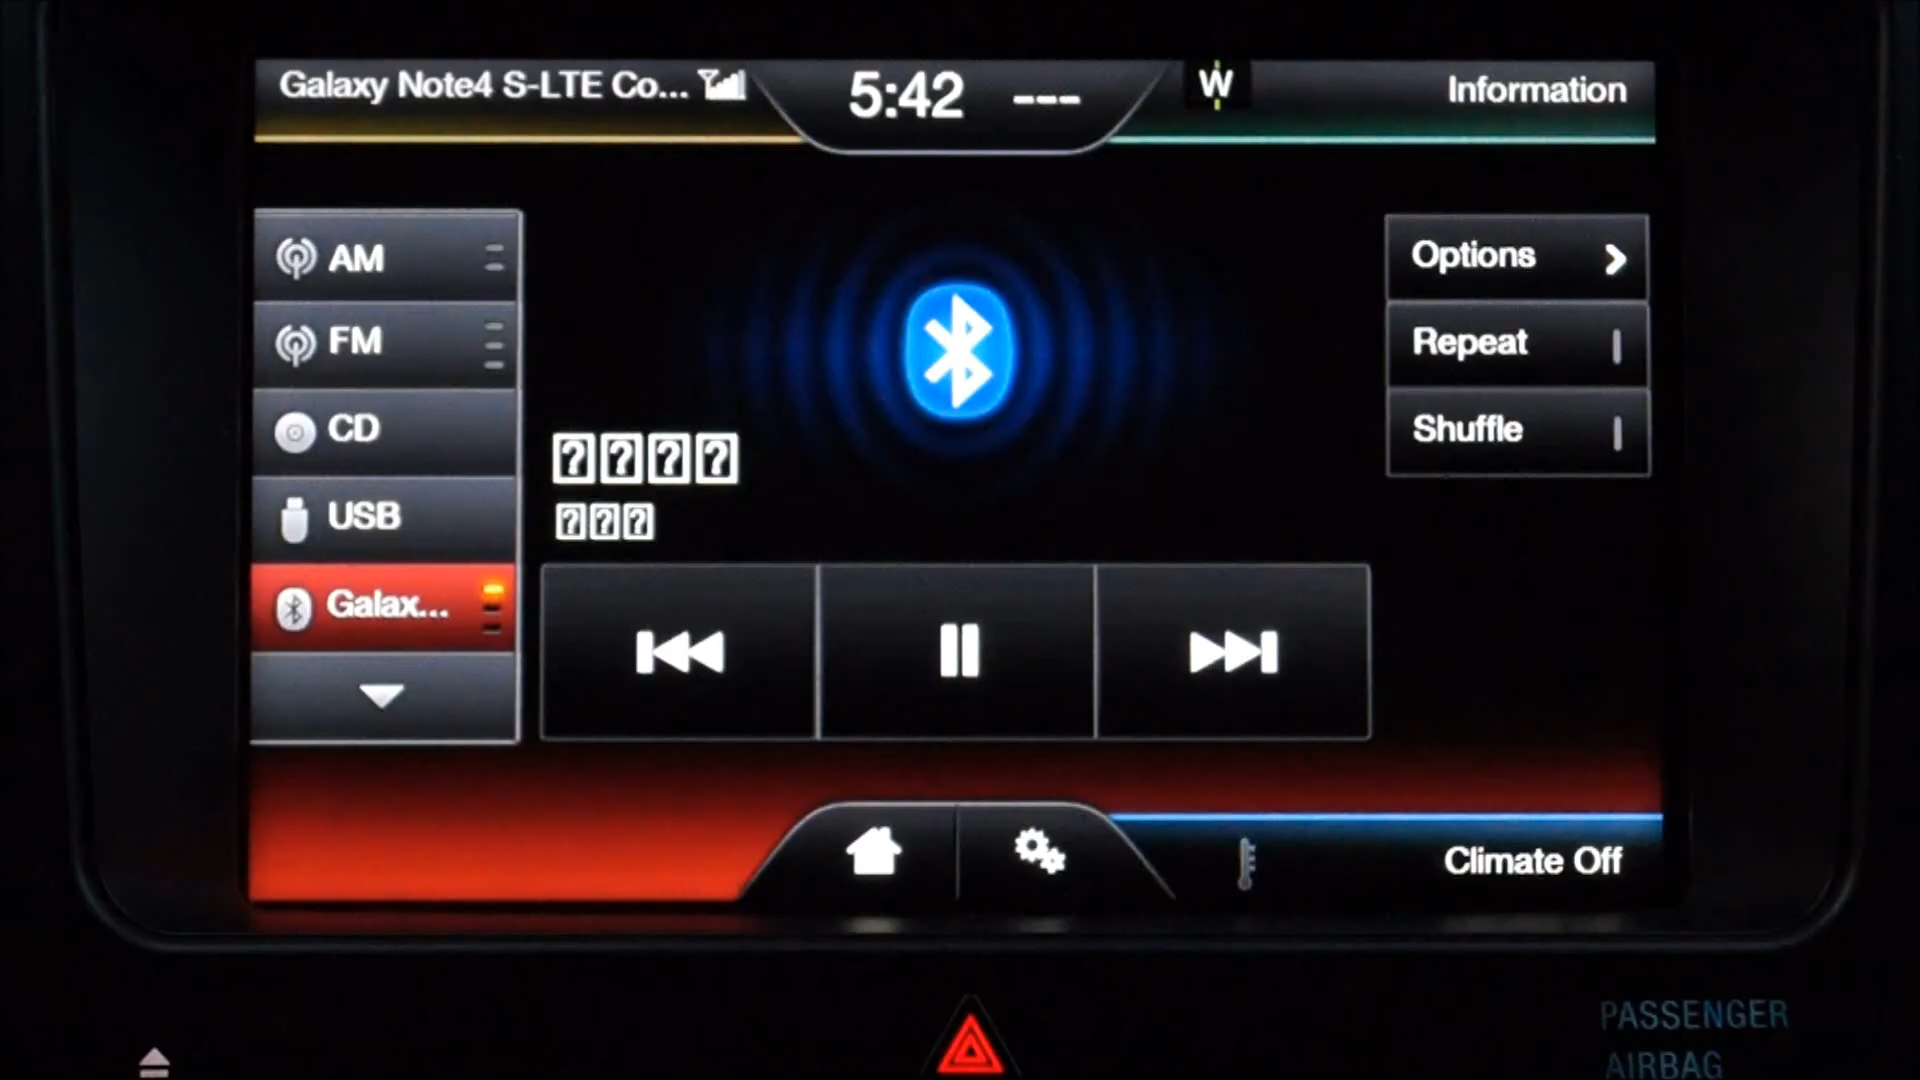 Galaxy Note4 S-LTE Co...
5:42 ---
W
Information
AM
FM
CD
USB
Galax...
⍰⍰⍰⍰
⍰⍰⍰
Options
Repeat
Shuffle
Climate Off
PASSENGER
AIRBAG